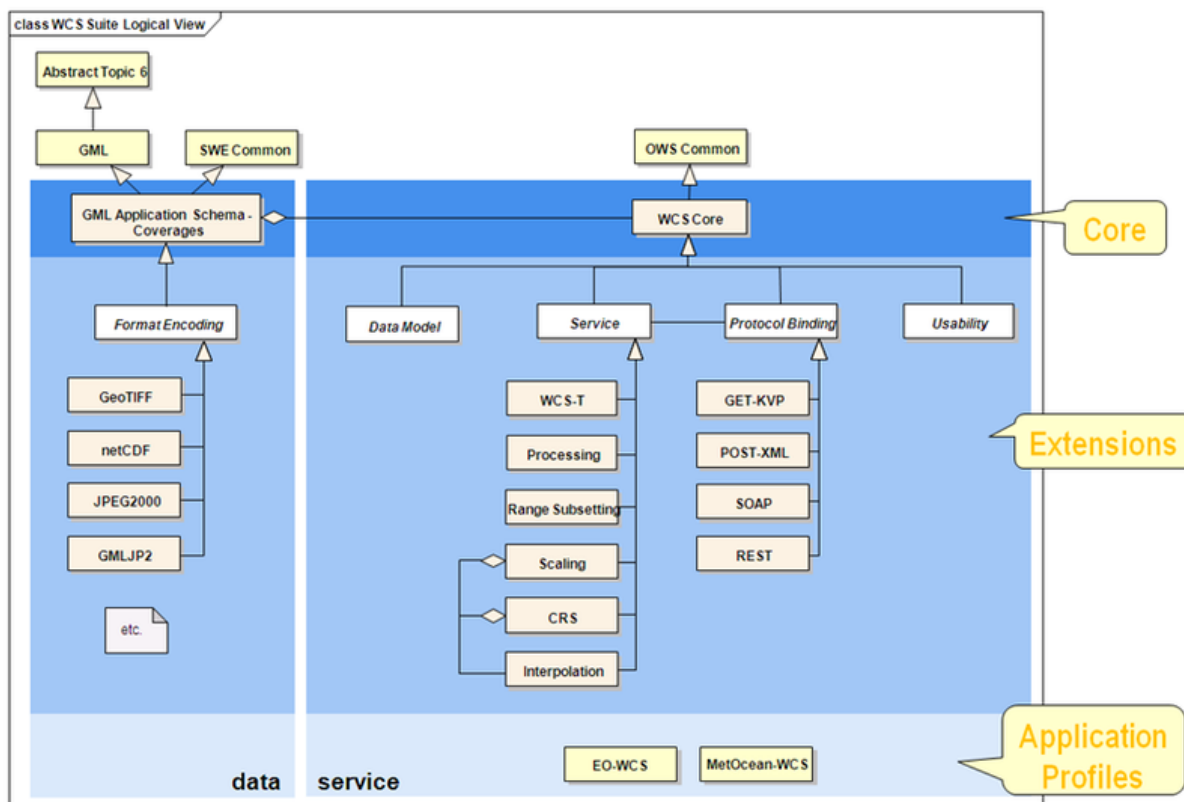 class WCS Suite Logical View
Abstract Topic 6
GML
SWE Common
OWS Common
GML Application Schema -
Coverages
WCS Core
Core
Format Encoding
Data Model
Service
Protocol Binding
Usability
GeoTIFF
netCDF
JPEG2000
GMLJP2
etc.
WCS-T
Processing
Range Subsetting
Scaling
CRS
Interpolation
GET-KVP
POST-XML
SOAP
REST
Extensions
data
service
EO-WCS
MetOcean-WCS
Application
Profiles